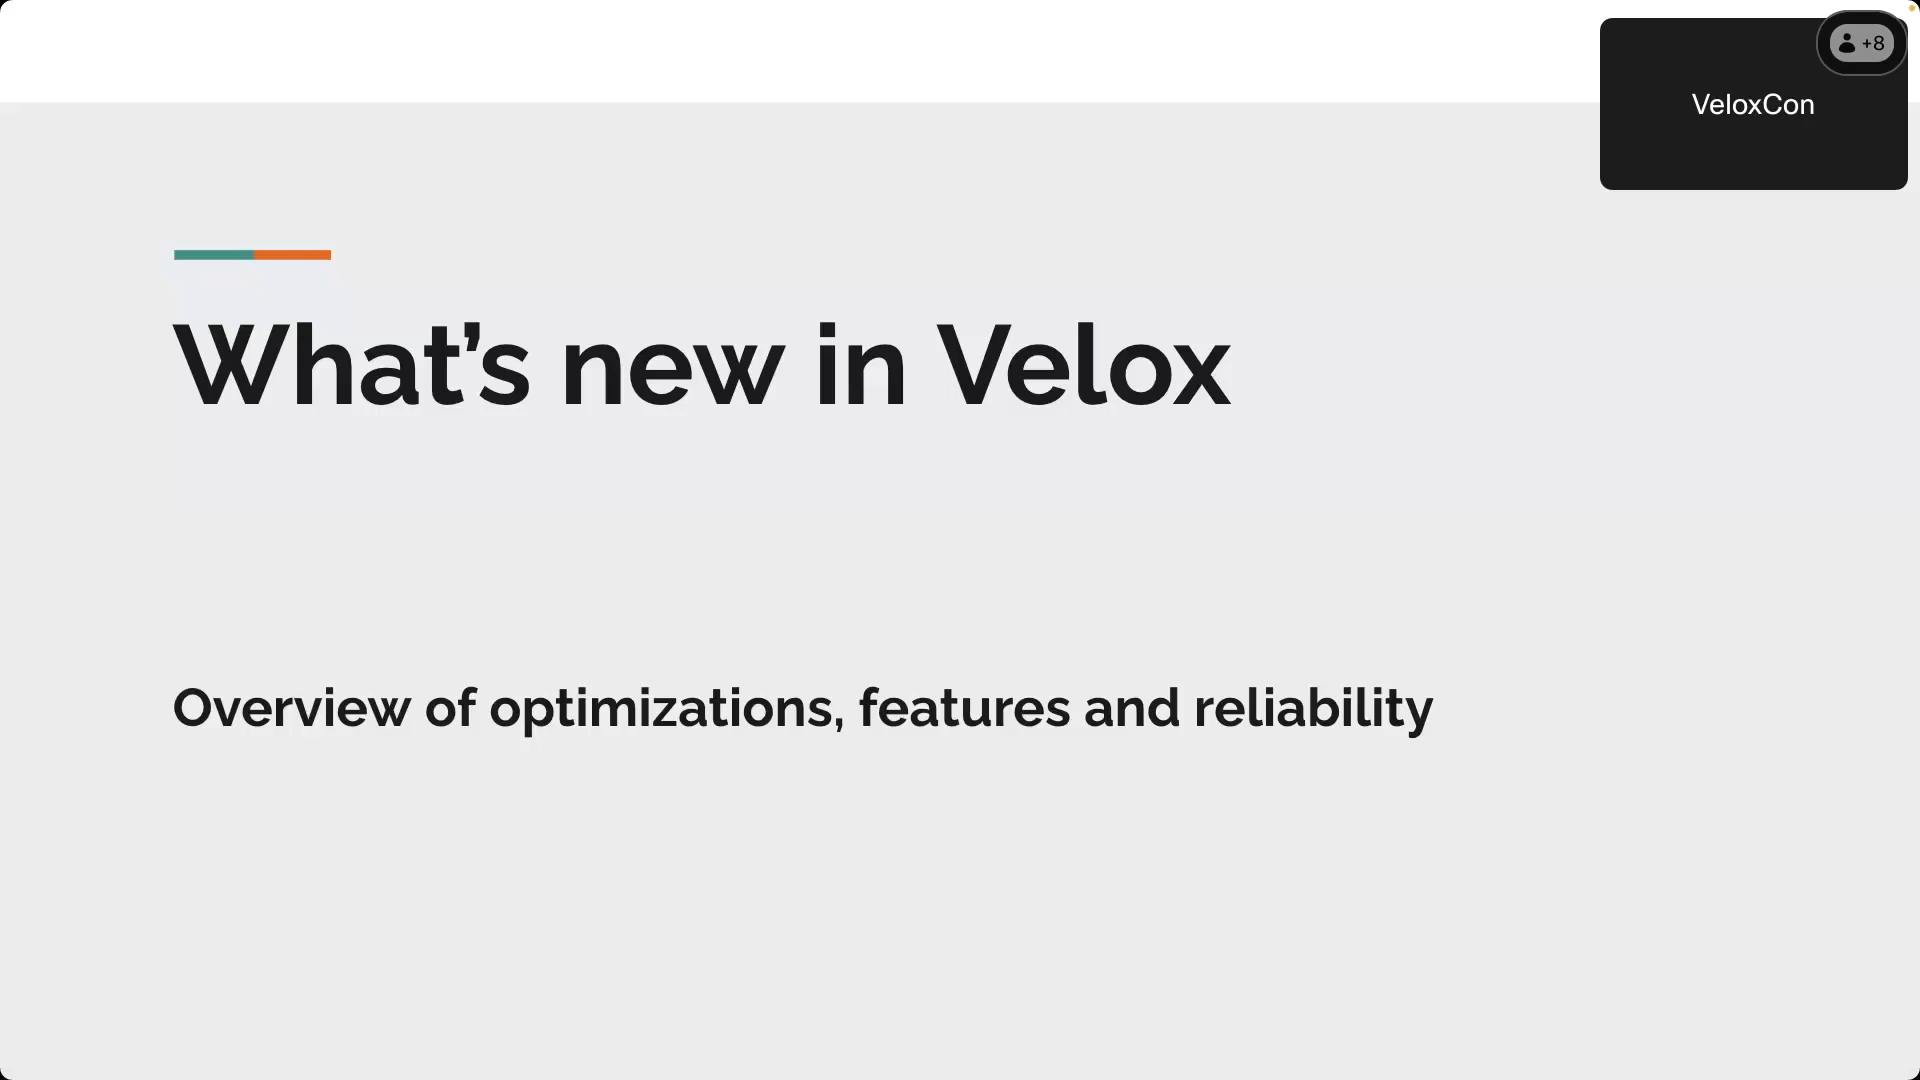 +8
VeloxCon
What’s new in Velox
Overview of optimizations, features and reliability